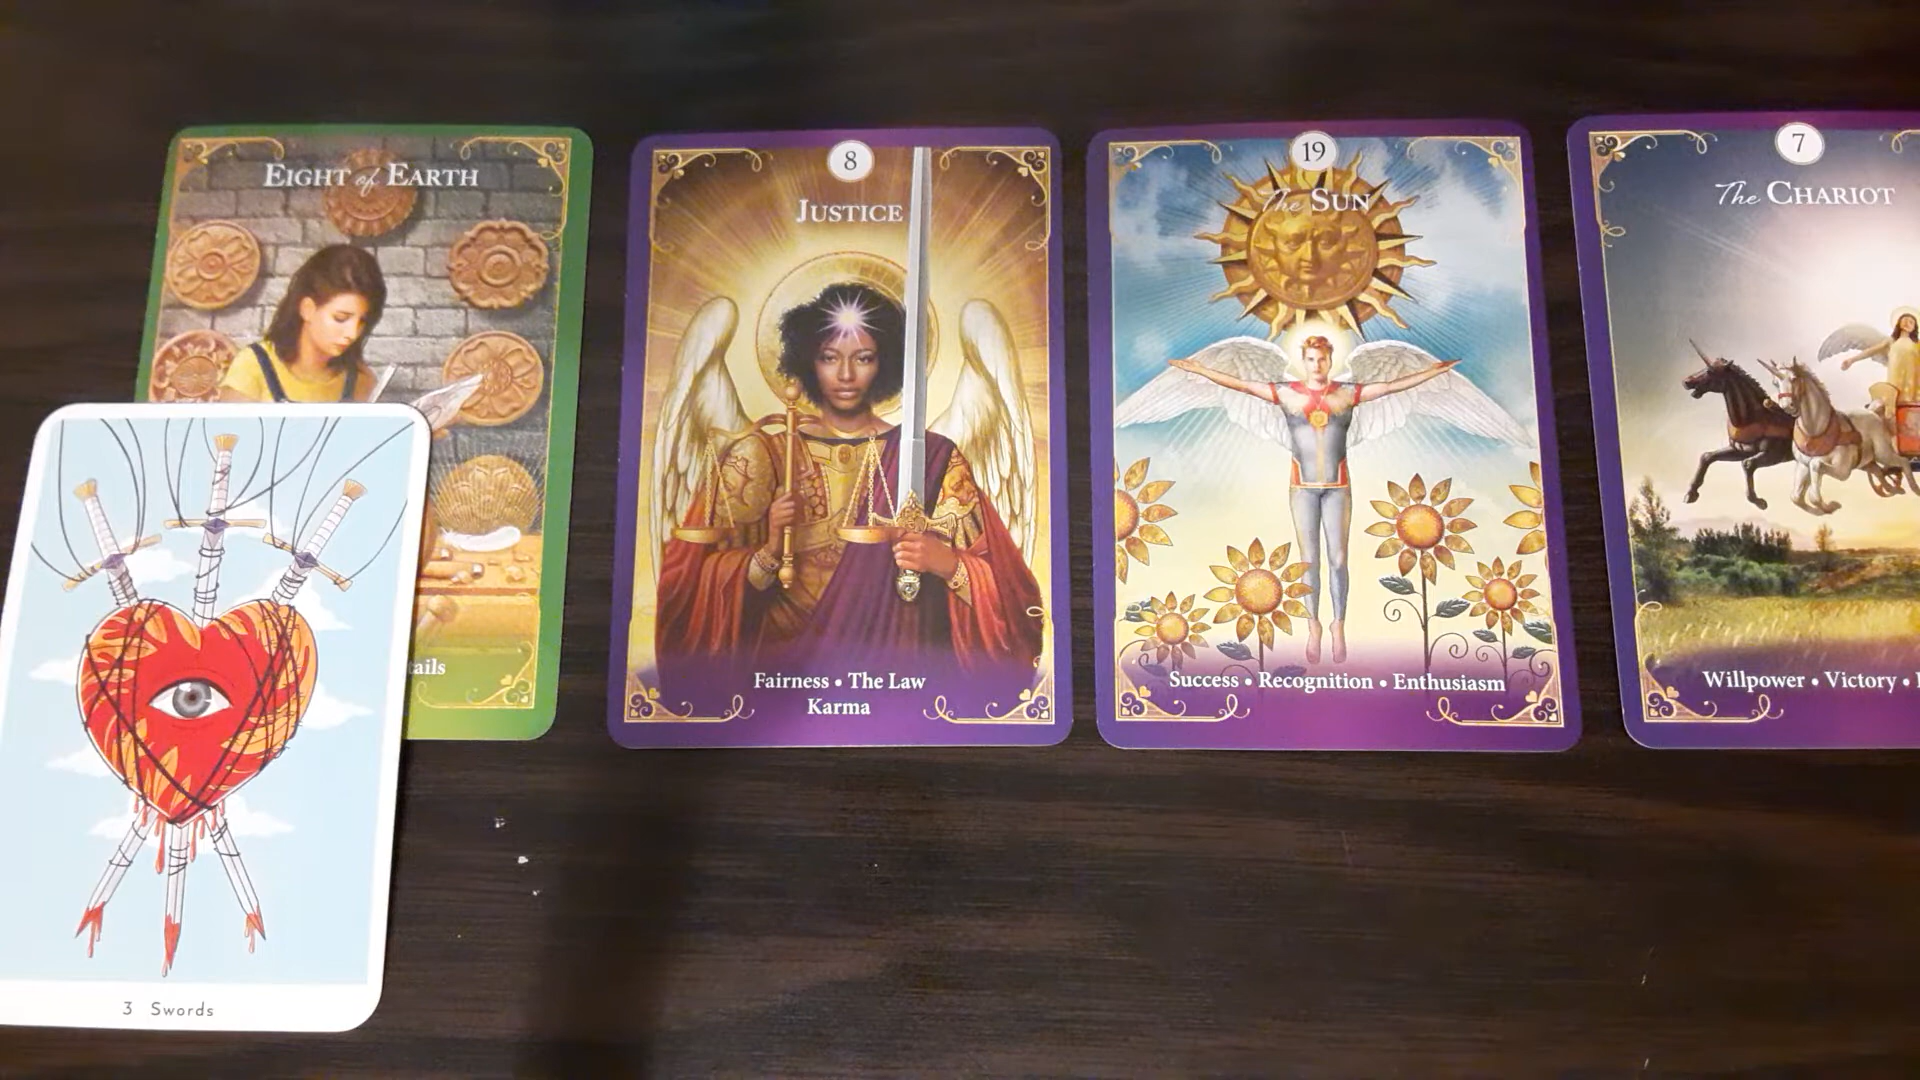 Eight of Earth
tails
3 Swords
8
Justice
Fairness • The Law
Karma
19
The Sun
Success • Recognition • Enthusiasm
7
The Chariot
Willpower • Victory •